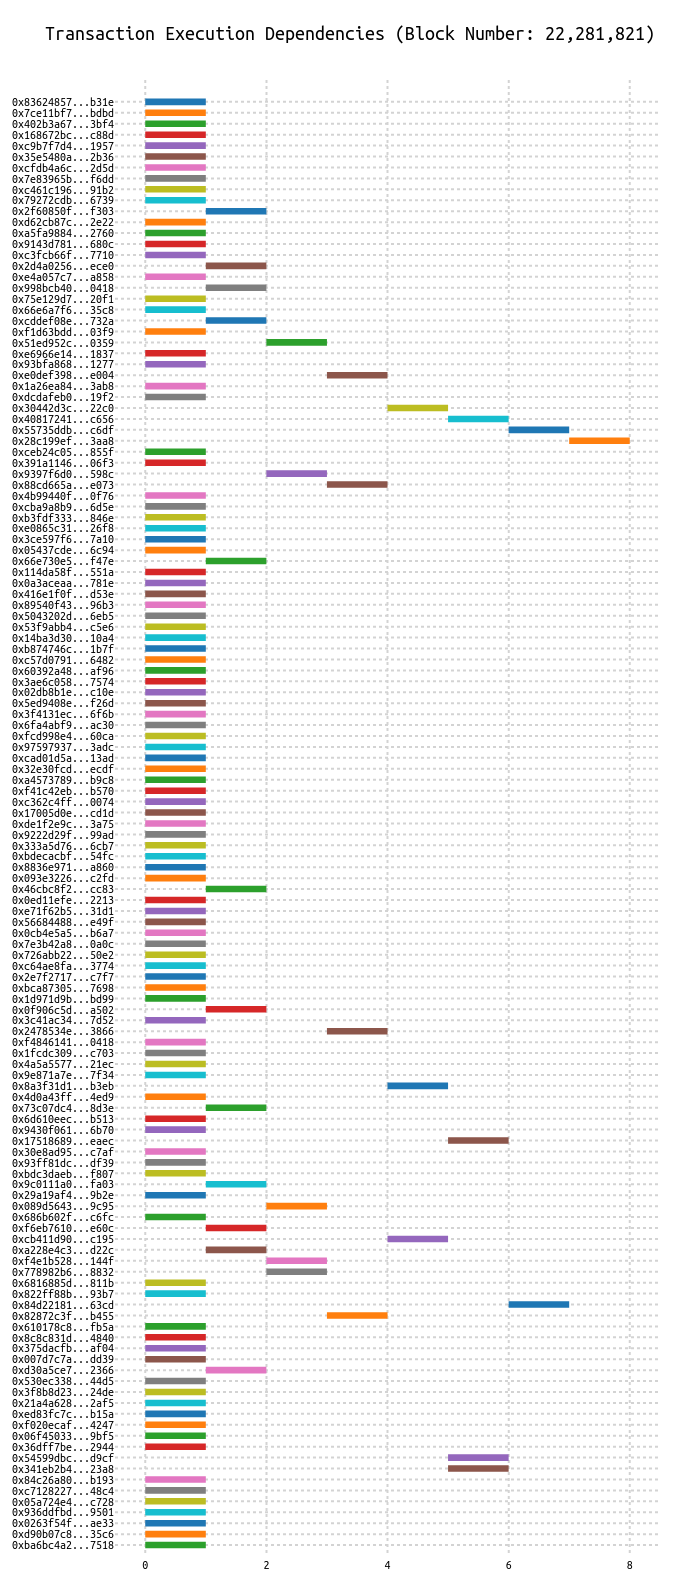 Transaction Execution Dependencies (Block Number: 22,281,821)
0x83624857...b31e
0x7ce11bf7...bdbd
0x402b3a67...3bf4
0x168672bc...c88d
0xc9b7f7d4...1957
0x35e5480a...2b36
0xcfdb4a6c...2d5d
0x7e83965b...f6dd
0xc461c196...91b2
0x79272cdb...6739
0x2f60850f...f303
0xd62cb87c...2e22
0xa5fa9884...2760
0x9143d781...680c
0xc3fcb66f...7710
0x2d4a0256...ece0
0xe4a057c7...a858
0x998bcb40...0418
0x75e129d7...20f1
0x66e6a7f6...35c8
0xcddef08e...732a
0xf1d63bdd...03f9
0x51ed952c...0359
0xe6966e14...1837
0x93bfa868...1277
0xe0def398...e004
0x1a26ea84...3ab8
0xdcdafeb0...19f2
0x30442d3c...22c0
0x40817241...c656
0x55735ddb...c6df
0x28c199ef...3aa8
0xceb24c05...855f
0x391a1146...06f3
0x9397f6d0...598c
0x88cd665a...e073
0x4b99440f...0f76
0xcba9a8b9...6d5e
0xb3fdf333...846e
0xe0865c31...26f8
0x3ce597f6...7a10
0x05437cde...6c94
0x66e730e5...f47e
0x114da58f...551a
0x0a3aceaa...781e
0x416e1f0f...d53e
0x89540f43...96b3
0x5043202d...6eb5
0x53f9abb4...c5e6
0x14ba3d30...10a4
0xb874746c...1b7f
0xc57d0791...6482
0x60392a48...af96
0x3ae6c058...7574
0x02db8b1e...c10e
0x5ed9408e...f26d
0x3f4131ec...6f6b
0x6fa4abf9...ac30
0xfcd998e4...60ca
0x97597937...3adc
0xcad01d5a...13ad
0x32e30fcd...ecdf
0xa4573789...b9c8
0xf41c42eb...b570
0xc362c4ff...0074
0x17005d0e...cd1d
0xde1f2e9c...3a75
0x9222d29f...99ad
0x333a5d76...6cb7
0xbdecacbf...54fc
0x8836e971...a860
0x093e3226...c2fd
0x46cbc8f2...cc83
0x0ed11efe...2213
0xe71f62b5...31d1
0x56684488...e49f
0x0cb4e5a5...b6a7
0x7e3b42a8...0a0c
0x726abb22...50e2
0xc64ae8fa...3774
0x2e7f2717...c7f7
0xbca87305...7698
0x1d971d9b...bd99
0x0f906c5d...a502
0x3c41ac34...7d52
0x2478534e...3866
0xf4846141...0418
0x1fcdc309...c703
0x4a5a5577...21ec
0x9e871a7e...7f34
0x8a3f31d1...b3eb
0x4d0a43ff...4ed9
0x73c07dc4...8d3e
0x6d610eec...b513
0x9430f061...6b70
0x17518689...eaec
0x30e8ad95...c7af
0x93ff81dc...df39
0xbdc3daeb...f807
0x9c0111a0...fa03
0x29a19af4...9b2e
0x089d5643...9c95
0x686b602f...c6fc
0xf6eb7610...e60c
0xcb411d90...c195
0xa228e4c3...d22c
0xf4e1b528...144f
0x778982b6...8832
0x6816885d...811b
0x822ff88b...93b7
0x84d22181...63cd
0x82872c3f...b455
0x610178c8...fb5a
0x8c8c831d...4840
0x375dacfb...af04
0x007d7c7a...dd39
0xd30a5ce7...2366
0x530ec338...44d5
0x3f8b8d23...24de
0x21a4a628...2af5
0xed83fc7c...b15a
0xf020ecaf...4247
0x06f45033...9bf5
0x36dff7be...2944
0x54599dbc...d9cf
0x341eb2b4...23a8
0x84c26a80...b193
0xc7128227...48c4
0x05a724e4...c728
0x936ddfbd...9501
0x0263f54f...ae33
0xd90b07c8...35c6
0xba6bc4a2...7518
0 2 4 6 8